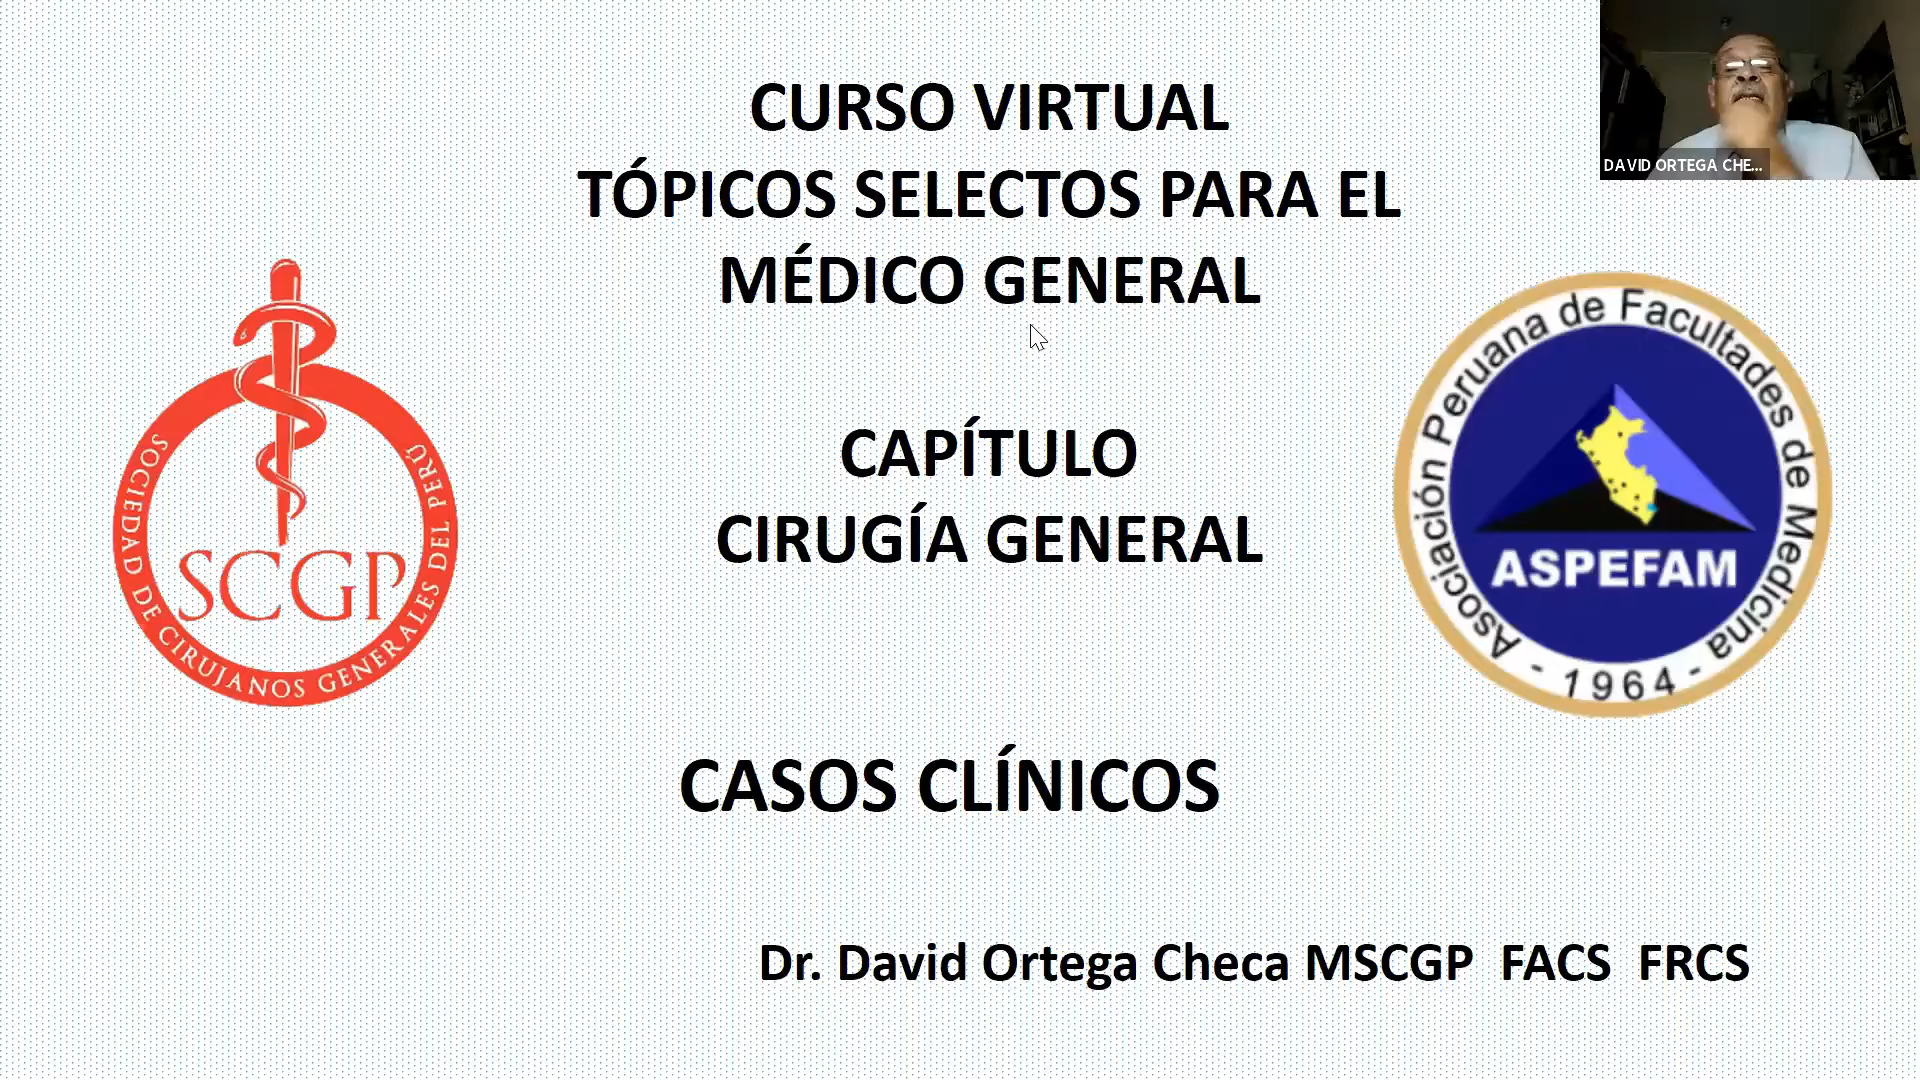 CURSO VIRTUAL
TÓPICOS SELECTOS PARA EL
MÉDICO GENERAL
CAPÍTULO
CIRUGÍA GENERAL
CASOS CLÍNICOS
Dr. David Ortega Checa MSCGP FACS FRCS
SCGP
SOCIEDAD DE CIRUJANOS GENERALES DEL PERÚ
Asociación Peruana de Facultades de Medicina
ASPEFAM
- 1964 -
DAVID ORTEGA CHE...